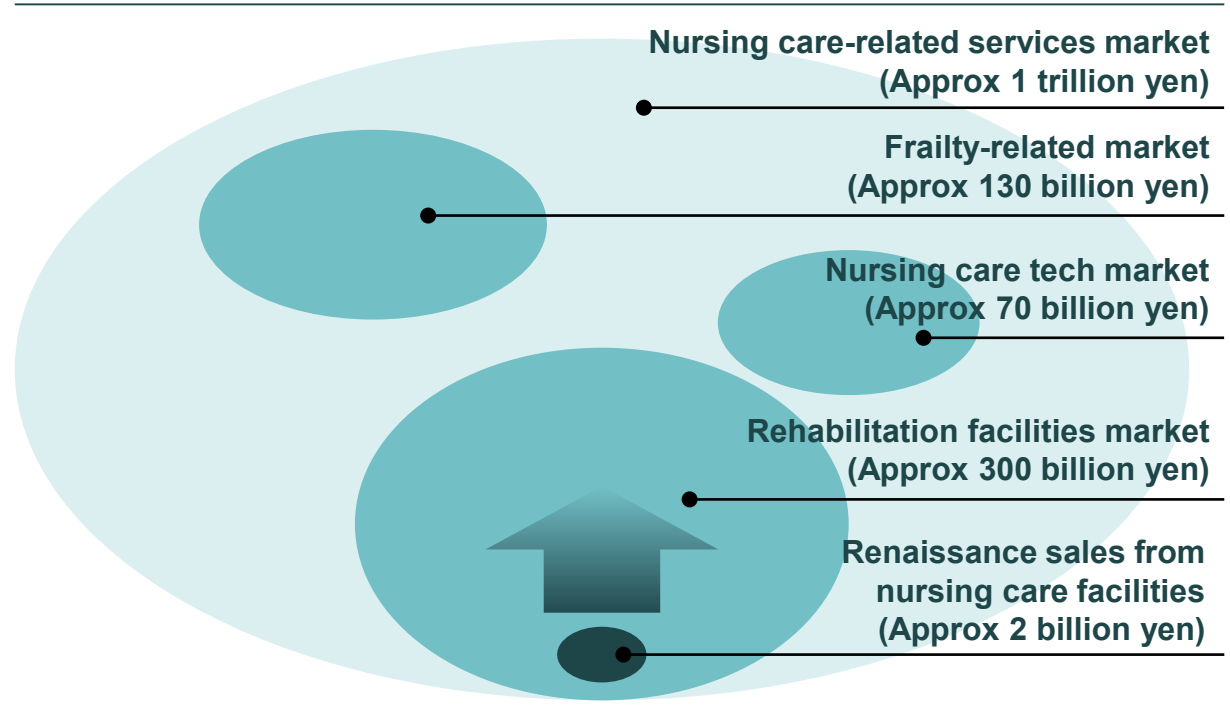 Nursing care-related services market
(Approx 1 trillion yen)
Frailty-related market
(Approx 130 billion yen)
Nursing care tech market
(Approx 70 billion yen)
Rehabilitation facilities market
(Approx 300 billion yen)
Renaissance sales from
nursing care facilities
(Approx 2 billion yen)